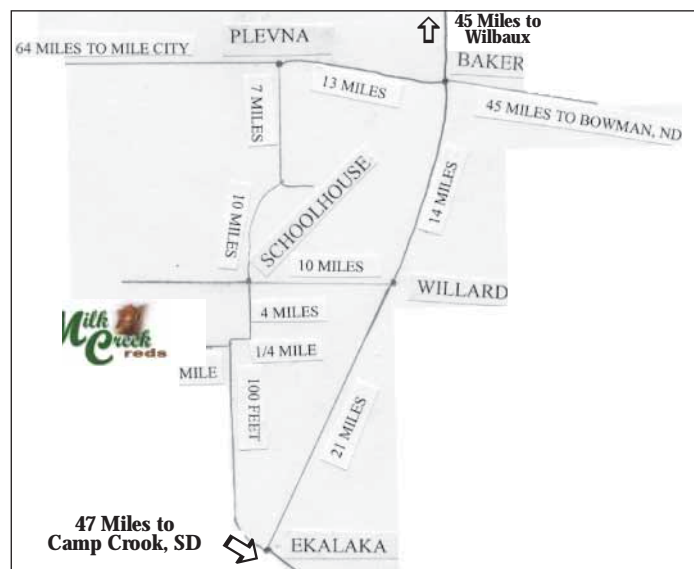 45 Miles to
Wilbaux
PLEVNA
64 MILES TO MILE CITY
BAKER
13 MILES
7 MILES
45 MILES TO BOWMAN, ND
14 MILES
SCHOOLHOUSE
10 MILES
10 MILES
WILLARD
4 MILES
Milk
Creek
reds
1/4 MILE
MILE
100 FEET
21 MILES
47 Miles to
Camp Crook, SD
EKALAKA